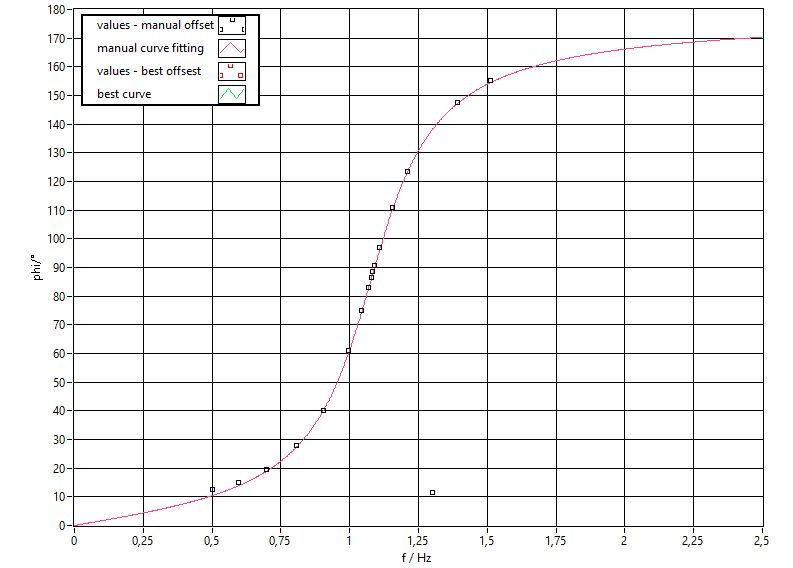 180
170
160
150
140
130
120
110
100
90
80
70
60
50
40
30
20
10
0
phi/°
values - manual offset
manual curve fitting
values - best offsest
best curve
0 0,25 0,5 0,75 1 1,25 1,5 1,75 2 2,25 2,5
f / Hz